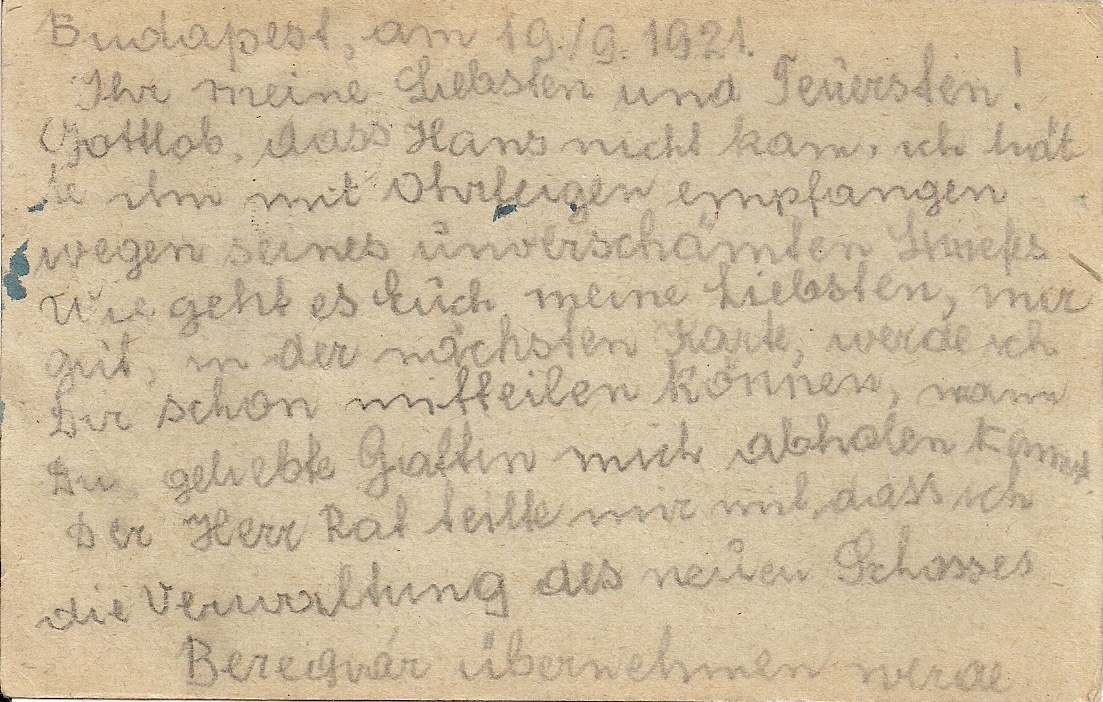 Budapest, am 19./9. 1921.
Ihr meine Liebsten und Teuersten!
Gottlob, dass Hans nicht kam, ich hät
te ihm mit Ohrfeigen empfangen
wegen seines unverschämten
Wie geht es Euch meine Liebsten, mir
gut, in der nächsten Karte, werde ich
Dir schon mitteilen können, wann
Du geliebte Gattin mich abholen kannst.
Der Herr Rat teilte mir mit, dass ich
die Verwaltung des neuen Schosses
übernehmen werde